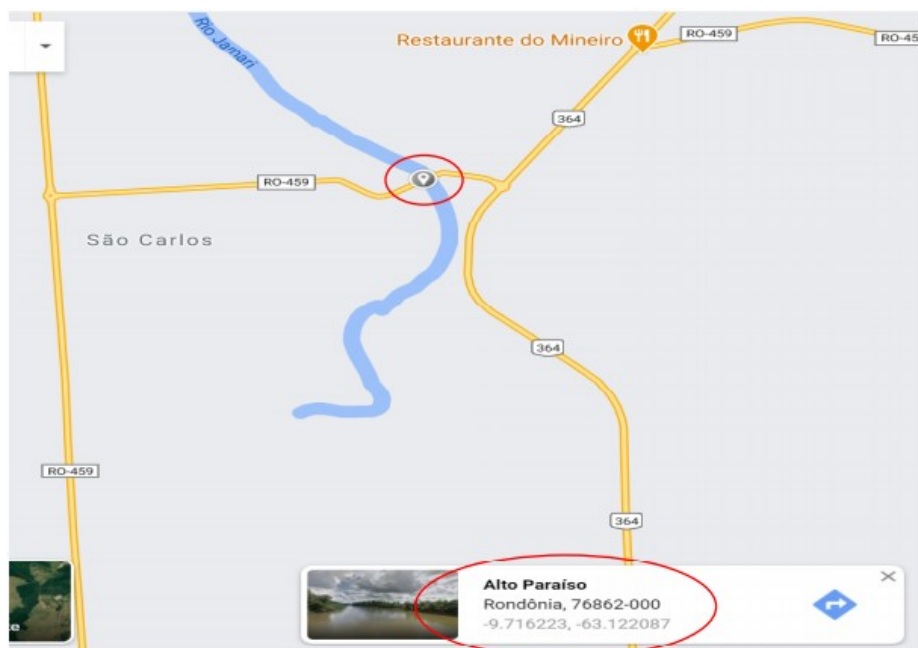 Rio Jamari
Restaurante do Mineiro
RO-459
RO-45
364
RO-459
São Carlos
364
RO-459
364
Alto Paraíso
Rondônia, 76862-000
-9.716223, -63.122087